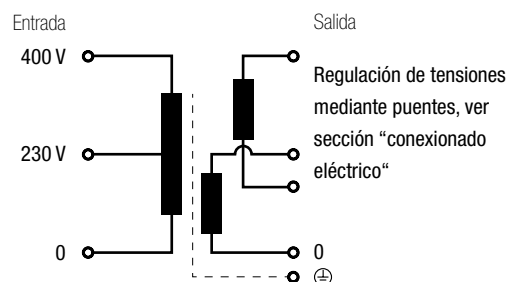 Entrada
Salida
400 V
Regulación de tensiones
mediante puentes, ver
sección “conexionado
eléctrico“
230 V
0
0